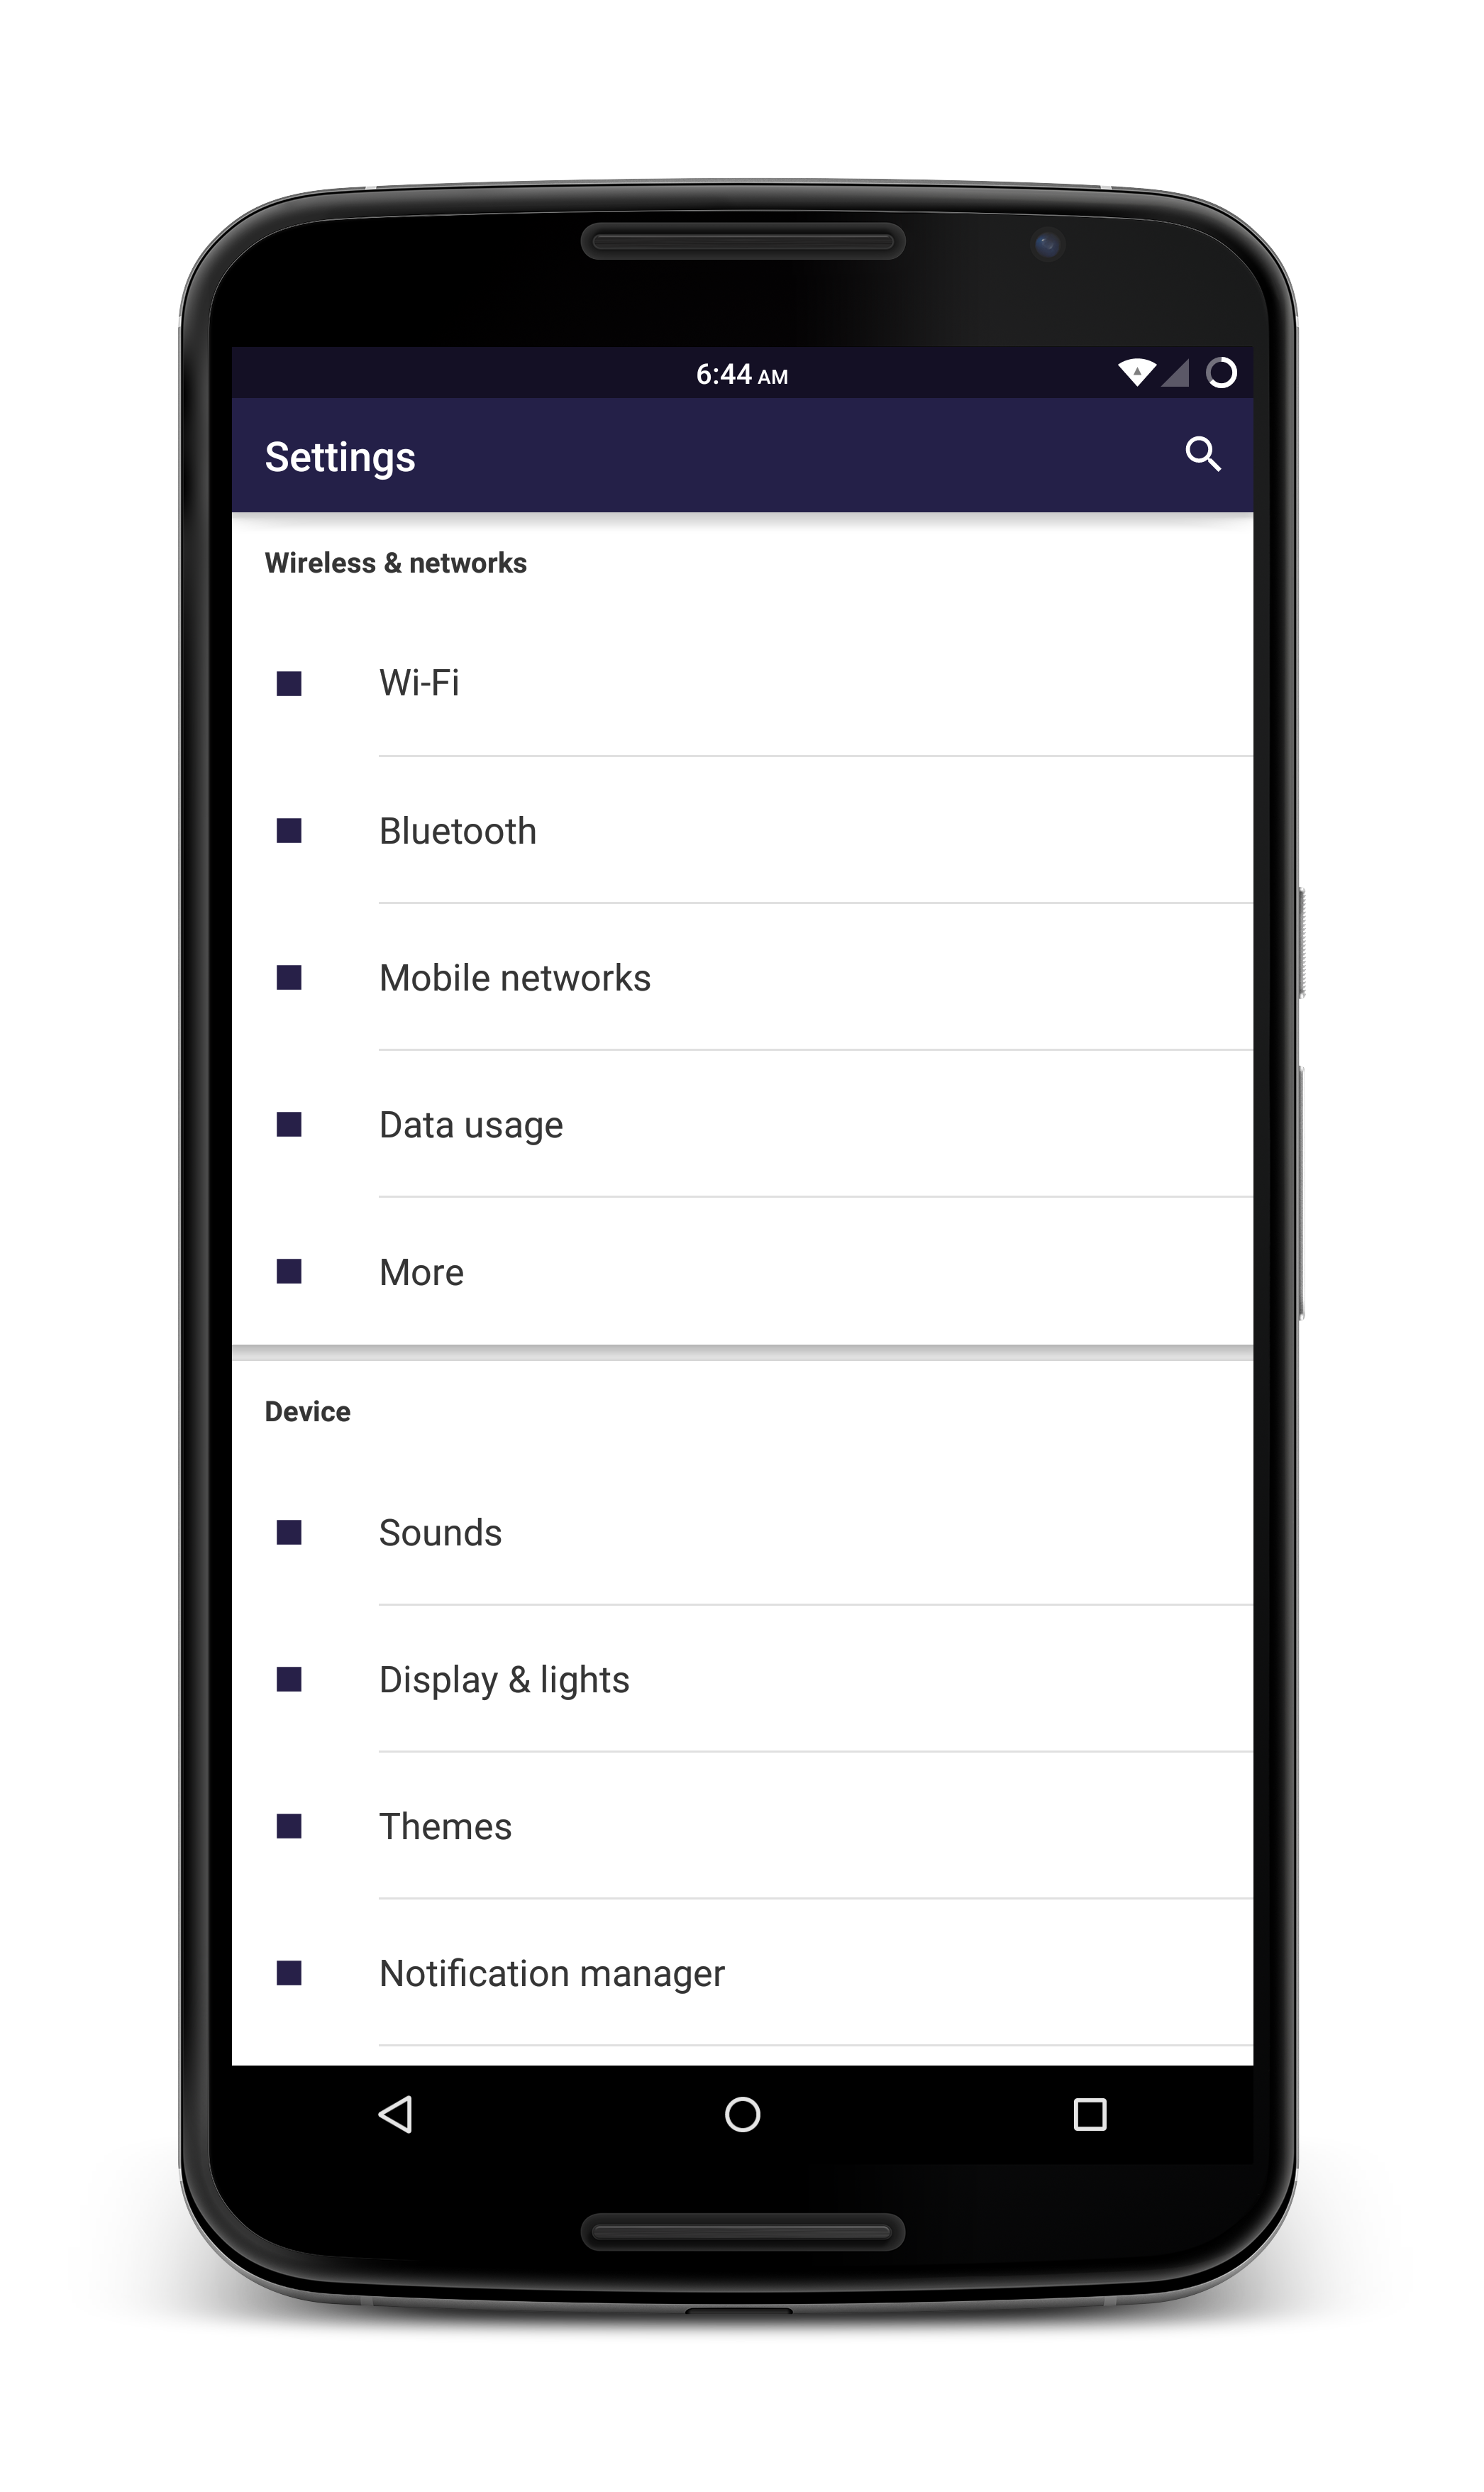 6:44 AM
Settings
Wireless & networks
Wi-Fi
Bluetooth
Mobile networks
Data usage
More
Device
Sounds
Display & lights
Themes
Notification manager